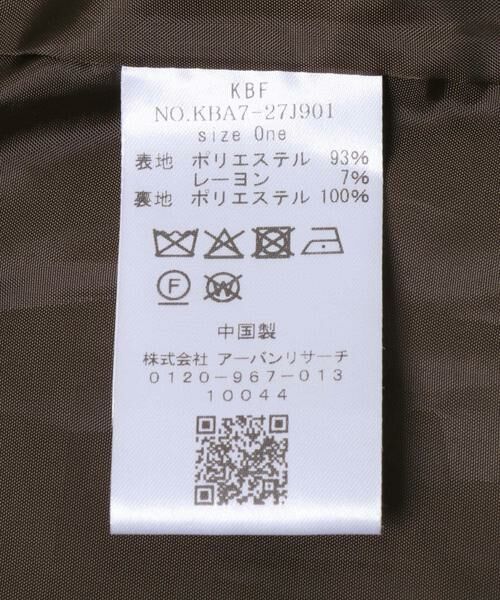 KBF
NO.KBA7-27J901
size One
表地 ポリエステル 93%
レーヨン 7%
裏地 ポリエステル 100%
F
W
中国製
株式会社 アーバンリサーチ
0120-967-013
10044